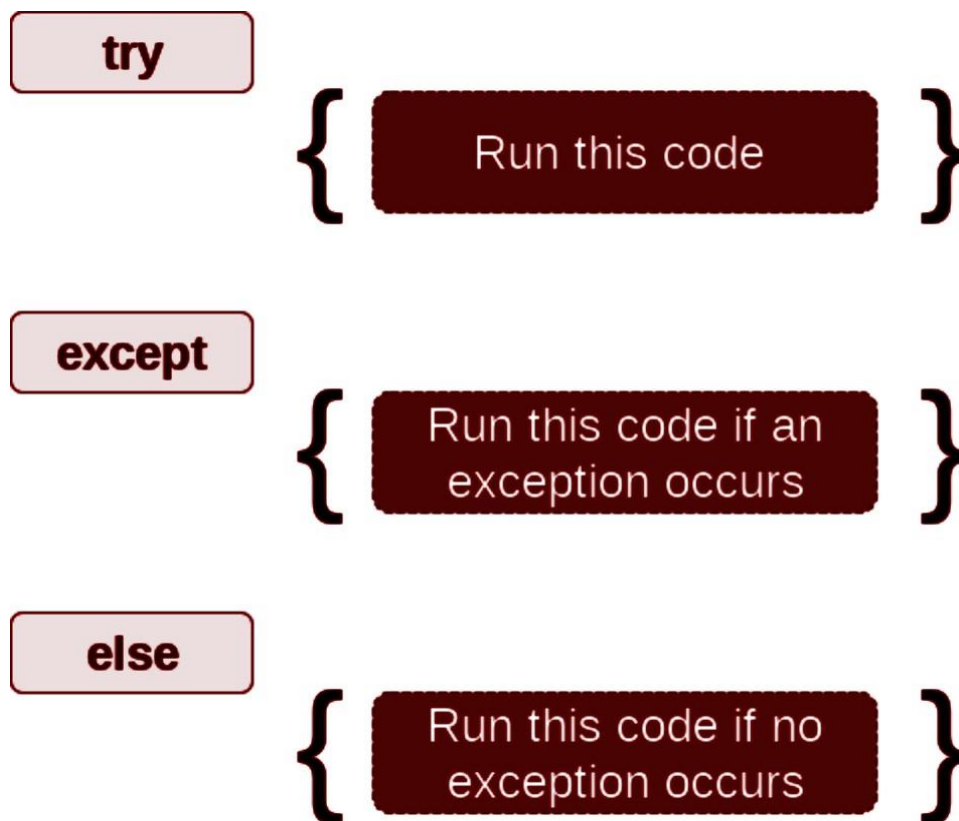 try
{ Run this code }
except
{ Run this code if an
exception occurs }
else
{ Run this code if no
exception occurs }